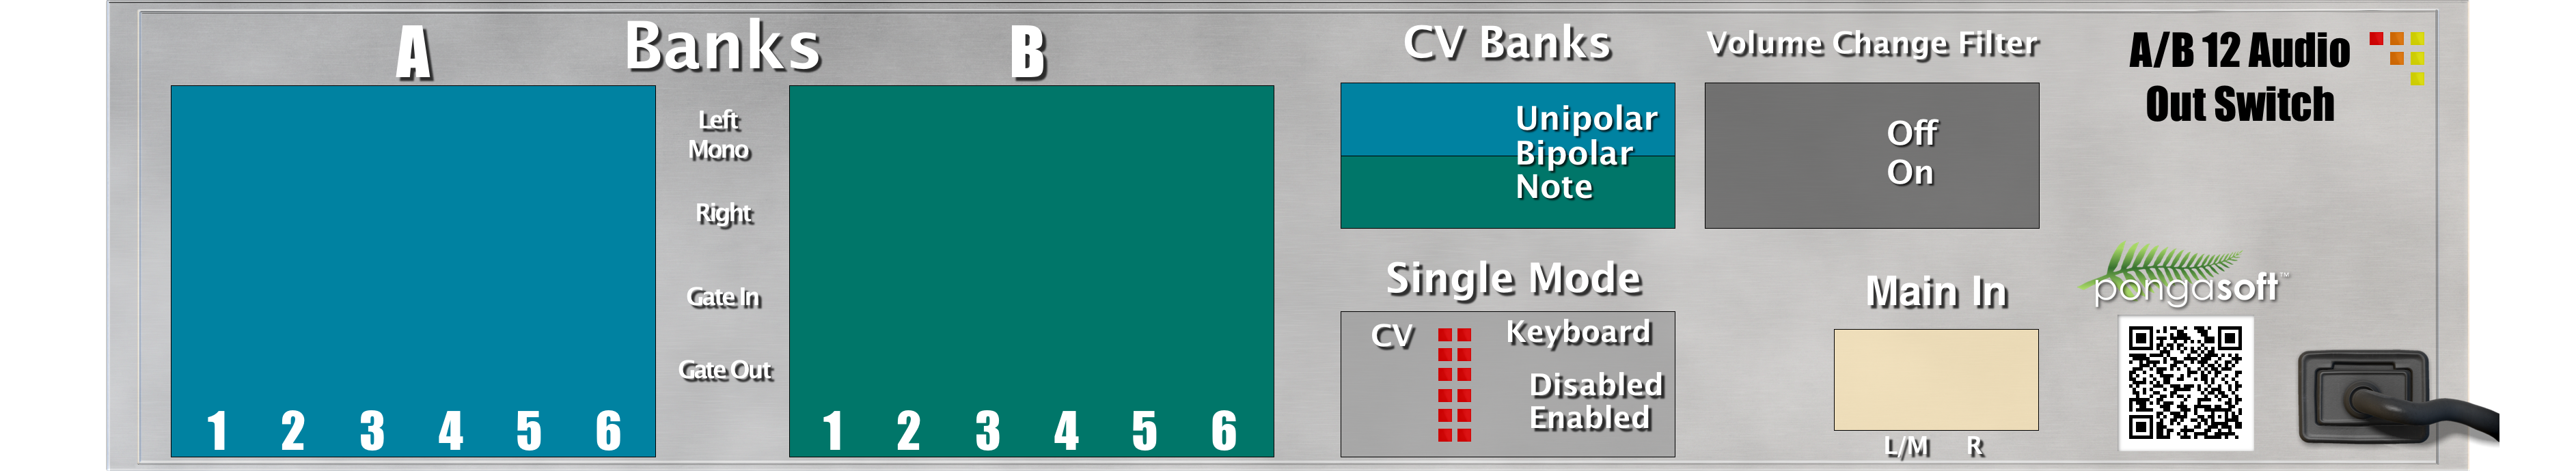 A
Banks
B
Left
Mono
Right
Gate In
Gate Out
1 2 3 4 5 6
1 2 3 4 5 6
CV Banks
Unipolar
Bipolar
Note
Volume Change Filter
Off
On
Single Mode
CV
Keyboard
Disabled
Enabled
Main In
L/M R
A/B 12 Audio
Out Switch
pongasoft™